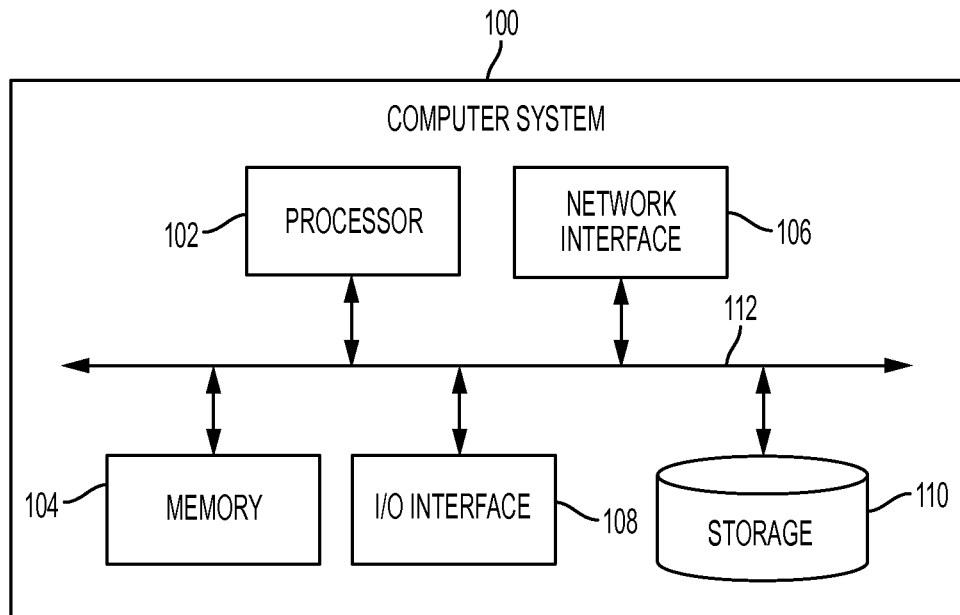 100
COMPUTER SYSTEM
PROCESSOR
102
NETWORK
INTERFACE
106
112
MEMORY
104
I/O INTERFACE
108
STORAGE
110